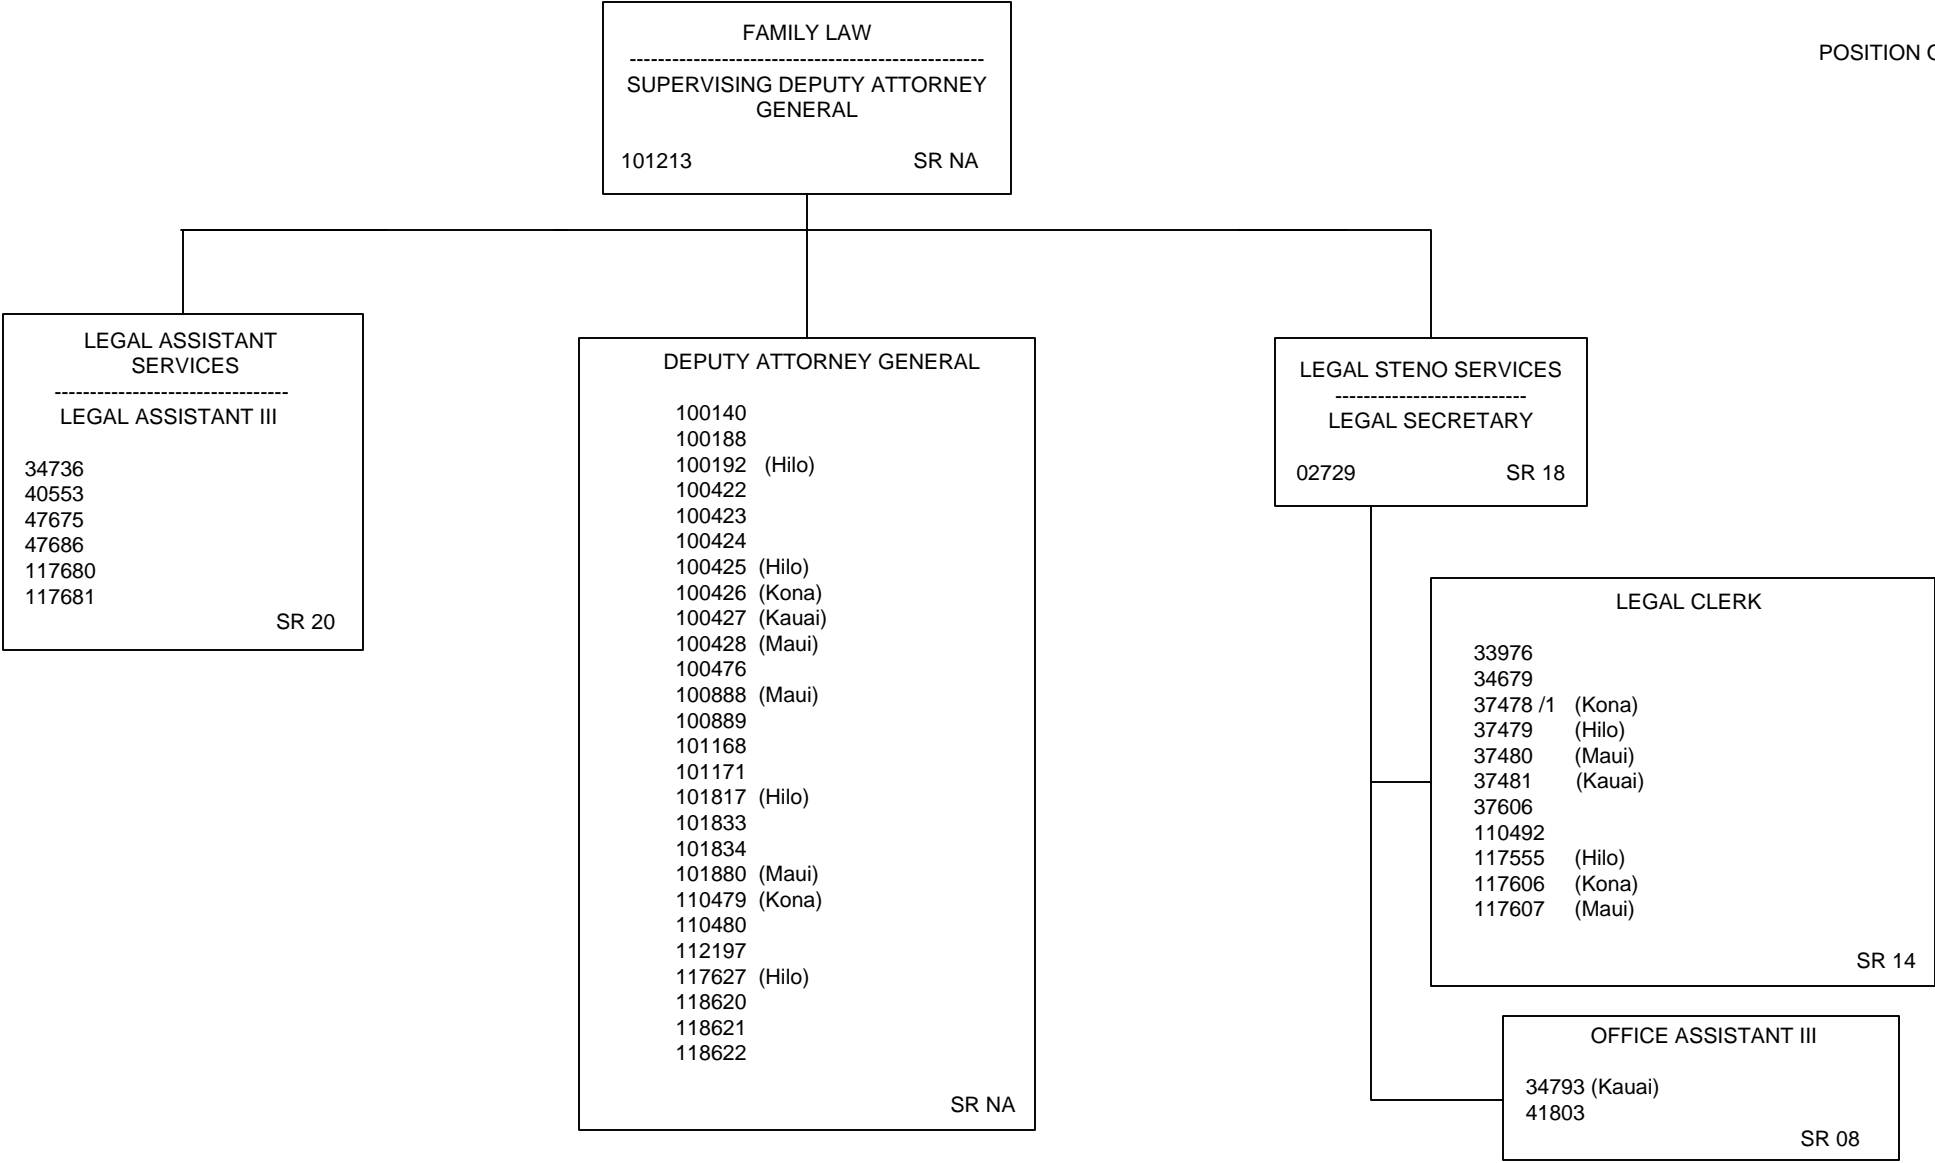 FAMILY LAW
--------------------------------------------------
SUPERVISING DEPUTY ATTORNEY
GENERAL
101213 SR NA
POSITION
LEGAL ASSISTANT
SERVICES
---------------------------------
LEGAL ASSISTANT III
34736
40553
47675
47686
117680
117681
SR 20
DEPUTY ATTORNEY GENERAL
100140
100188
100192 (Hilo)
100422
100423
100424
100425 (Hilo)
100426 (Kona)
100427 (Kauai)
100428 (Maui)
100476
100888 (Maui)
100889
101168
101171
101817 (Hilo)
101833
101834
101880 (Maui)
110479 (Kona)
110480
112197
117627 (Hilo)
118620
118621
118622
SR NA
LEGAL STENO SERVICES
---------------------------
LEGAL SECRETARY
02729 SR 18
LEGAL CLERK
33976
34679
37478 /1 (Kona)
37479 (Hilo)
37480 (Maui)
37481 (Kauai)
37606
110492
117555 (Hilo)
117606 (Kona)
117607 (Maui)
SR 14
OFFICE ASSISTANT III
34793 (Kauai)
41803
SR 08